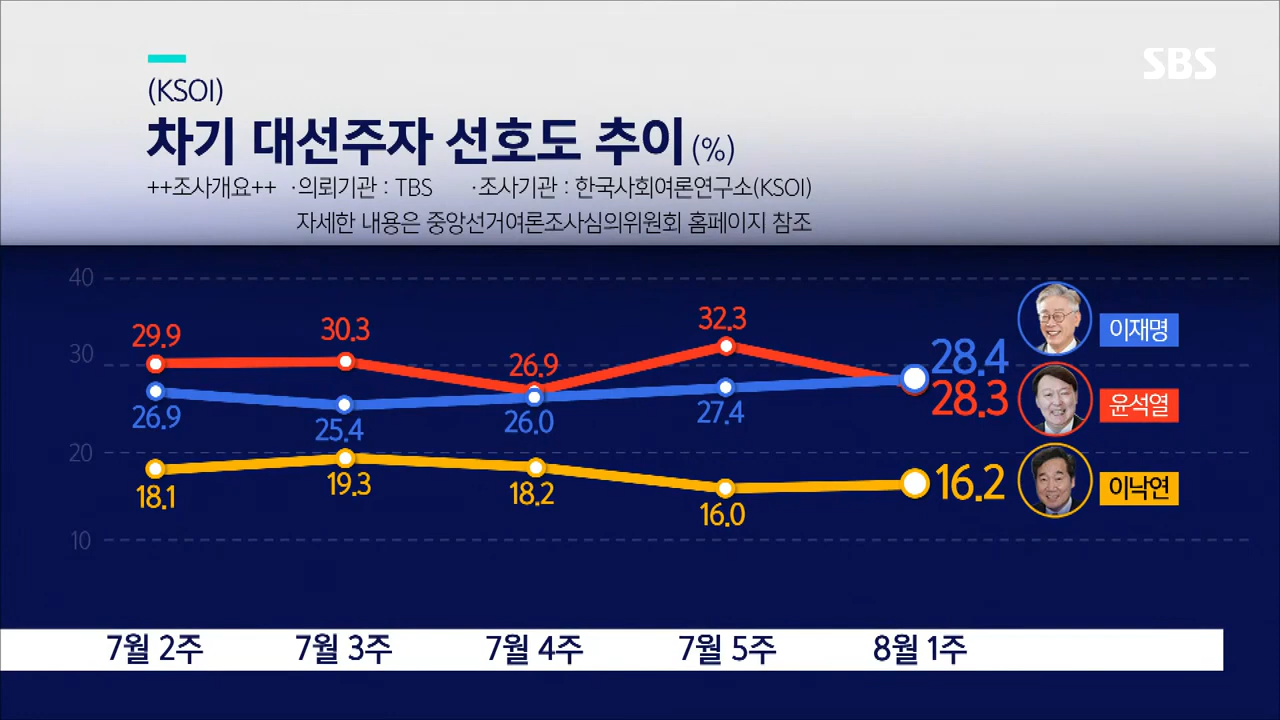 SBS
(KSOI)
차기 대선주자 선호도 추이(%)
++조사개요++ ·의뢰기관 : TBS ·조사기관 : 한국사회여론연구소(KSOI)
자세한 내용은 중앙선거여론조사심의위원회 홈페이지 참조
40
30
20
10
29.9 30.3 26.9 32.3 28.3 윤석열
26.9 25.4 26.0 27.4 28.4 이재명
18.1 19.3 18.2 16.0 16.2 이낙연
7월 2주 7월 3주 7월 4주 7월 5주 8월 1주